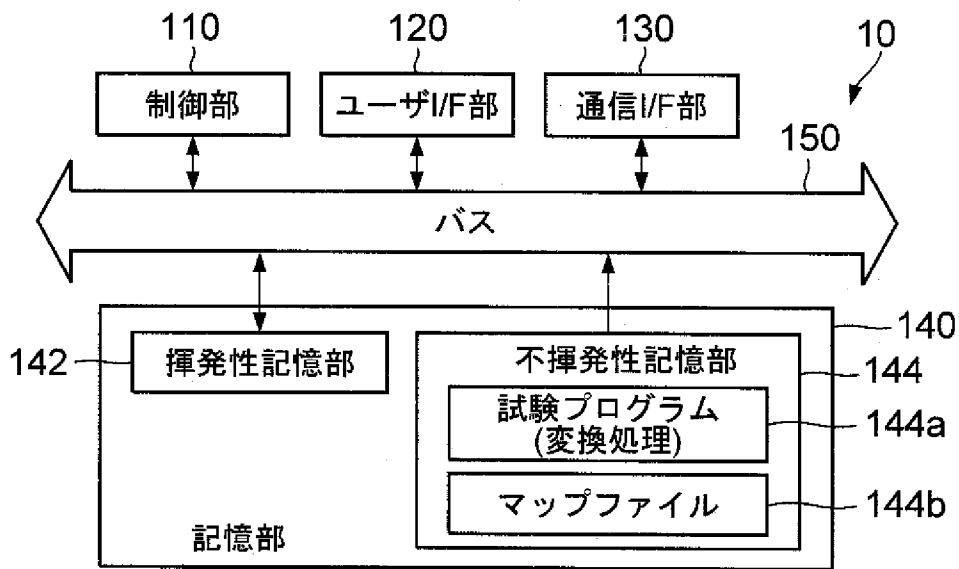 110
120
130
10
制御部
ユーザI/F部
通信I/F部
150
バス
140
142
揮発性記憶部
不揮発性記憶部
144
試験プログラム
(変換処理)
144a
マップファイル
144b
記憶部